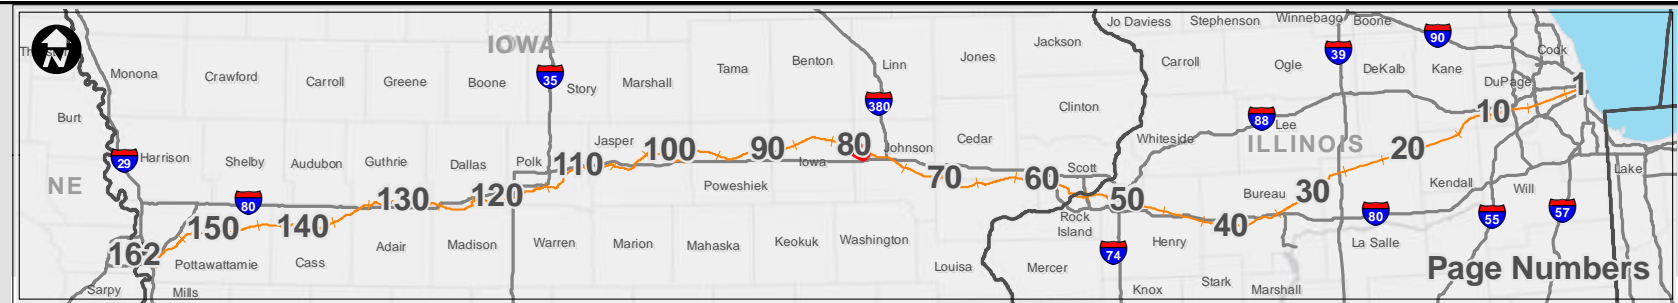 Jo Daviess Stephenson Winnebago Boone
IOWA
Jackson
90
Cook
N
Monona Crawford Carroll Greene Boone 35 Story Marshall Tama Benton Linn Jones Carroll Ogle 39 DeKalb Kane DuPage 1
380
Clinton
10
Burt
88 Lee
Whiteside ILLINOIS
29 Harrison Shelby Audubon Guthrie Dallas Polk 110 Jasper 100 90 Iowa 80 Johnson Cedar 20
NE
Poweshiek 70 60 Scott
Kendall Will Lake
80 130 120 50 Bureau 30
150 140 Rock
Island 40 80 55 57
162 Adair Madison Warren Marion Mahaska Keokuk Washington Henry La Salle
74
Pottawattamie Cass Louisa Mercer Page Numbers
Sarpy Mills Knox Stark Marshall